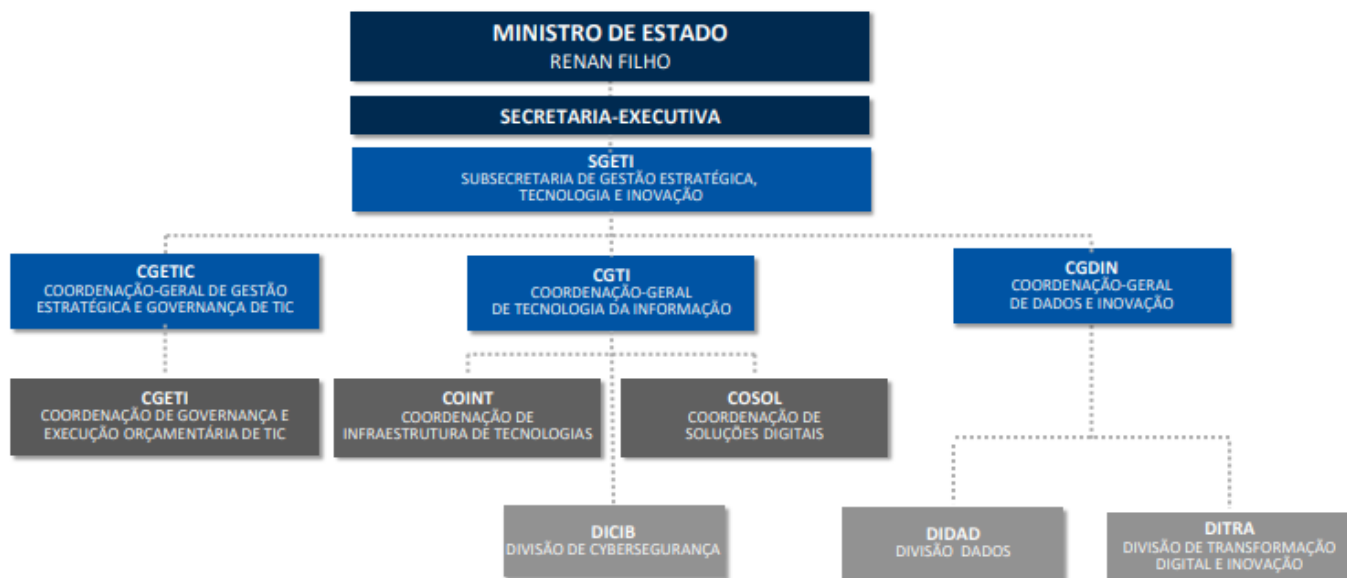 MINISTRO DE ESTADO
RENAN FILHO
SECRETARIA-EXECUTIVA
SGETI
SUBSECRETARIA DE GESTÃO ESTRATÉGICA,
TECNOLOGIA E INOVAÇÃO
CGETIC
COORDENAÇÃO-GERAL DE GESTÃO
ESTRATÉGICA E GOVERNANÇA DE TIC
CGTI
COORDENAÇÃO-GERAL
DE TECNOLOGIA DA INFORMAÇÃO
CGDIN
COORDENAÇÃO-GERAL
DE DADOS E INOVAÇÃO
CGETI
COORDENAÇÃO DE GOVERNANÇA E
EXECUÇÃO ORÇAMENTÁRIA DE TIC
COINT
COORDENAÇÃO DE
INFRAESTRUTURA DE TECNOLOGIAS
COSOL
COORDENAÇÃO DE
SOLUÇÕES DIGITAIS
DICIB
DIVISÃO DE CYBERSEGURANÇA
DIDAD
DIVISÃO DADOS
DITRA
DIVISÃO DE TRANSFORMAÇÃO
DIGITAL E INOVAÇÃO